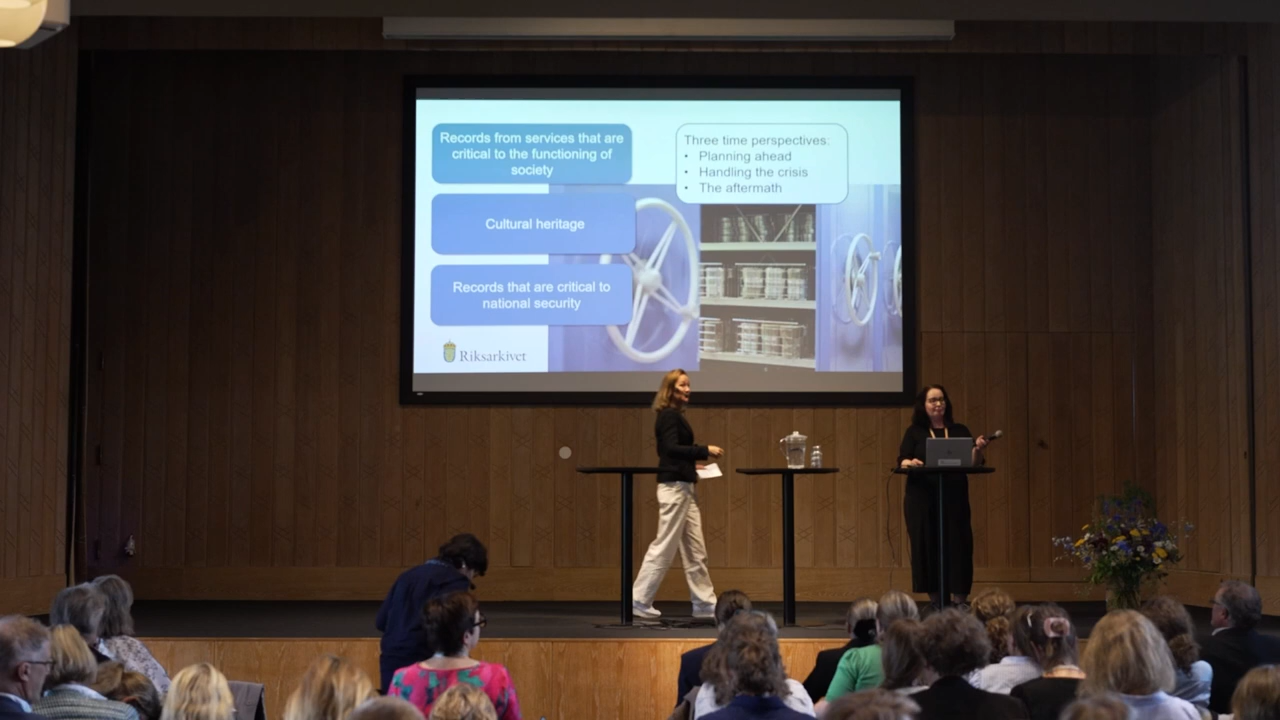 Records from services that are
critical to the functioning of
society
Cultural heritage
Records that are critical to
national security
Riksarkivet
Three time perspectives:
• Planning ahead
• Handling the crisis
• The aftermath